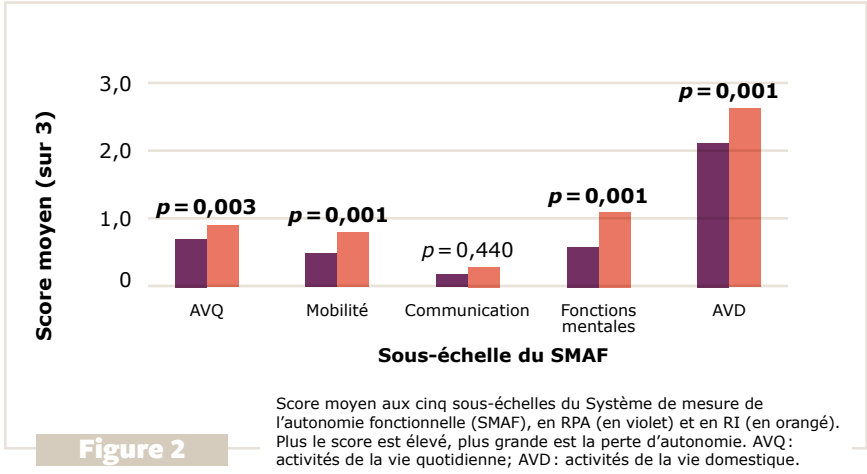 3,0
p = 0,001
2,0
Score moyen (sur 3)
p = 0,003
p = 0,001
p = 0,001
1,0
p = 0,440
0
AVQ
Mobilité
Communication
Fonctions
mentales
AVD
Sous-échelle du SMAF
Figure 2
Score moyen aux cinq sous-échelles du Système de mesure de
l’autonomie fonctionnelle (SMAF), en RPA (en violet) et en RI (en orangé).
Plus le score est élevé, plus grande est la perte d’autonomie. AVQ :
activités de la vie quotidienne; AVD : activités de la vie domestique.